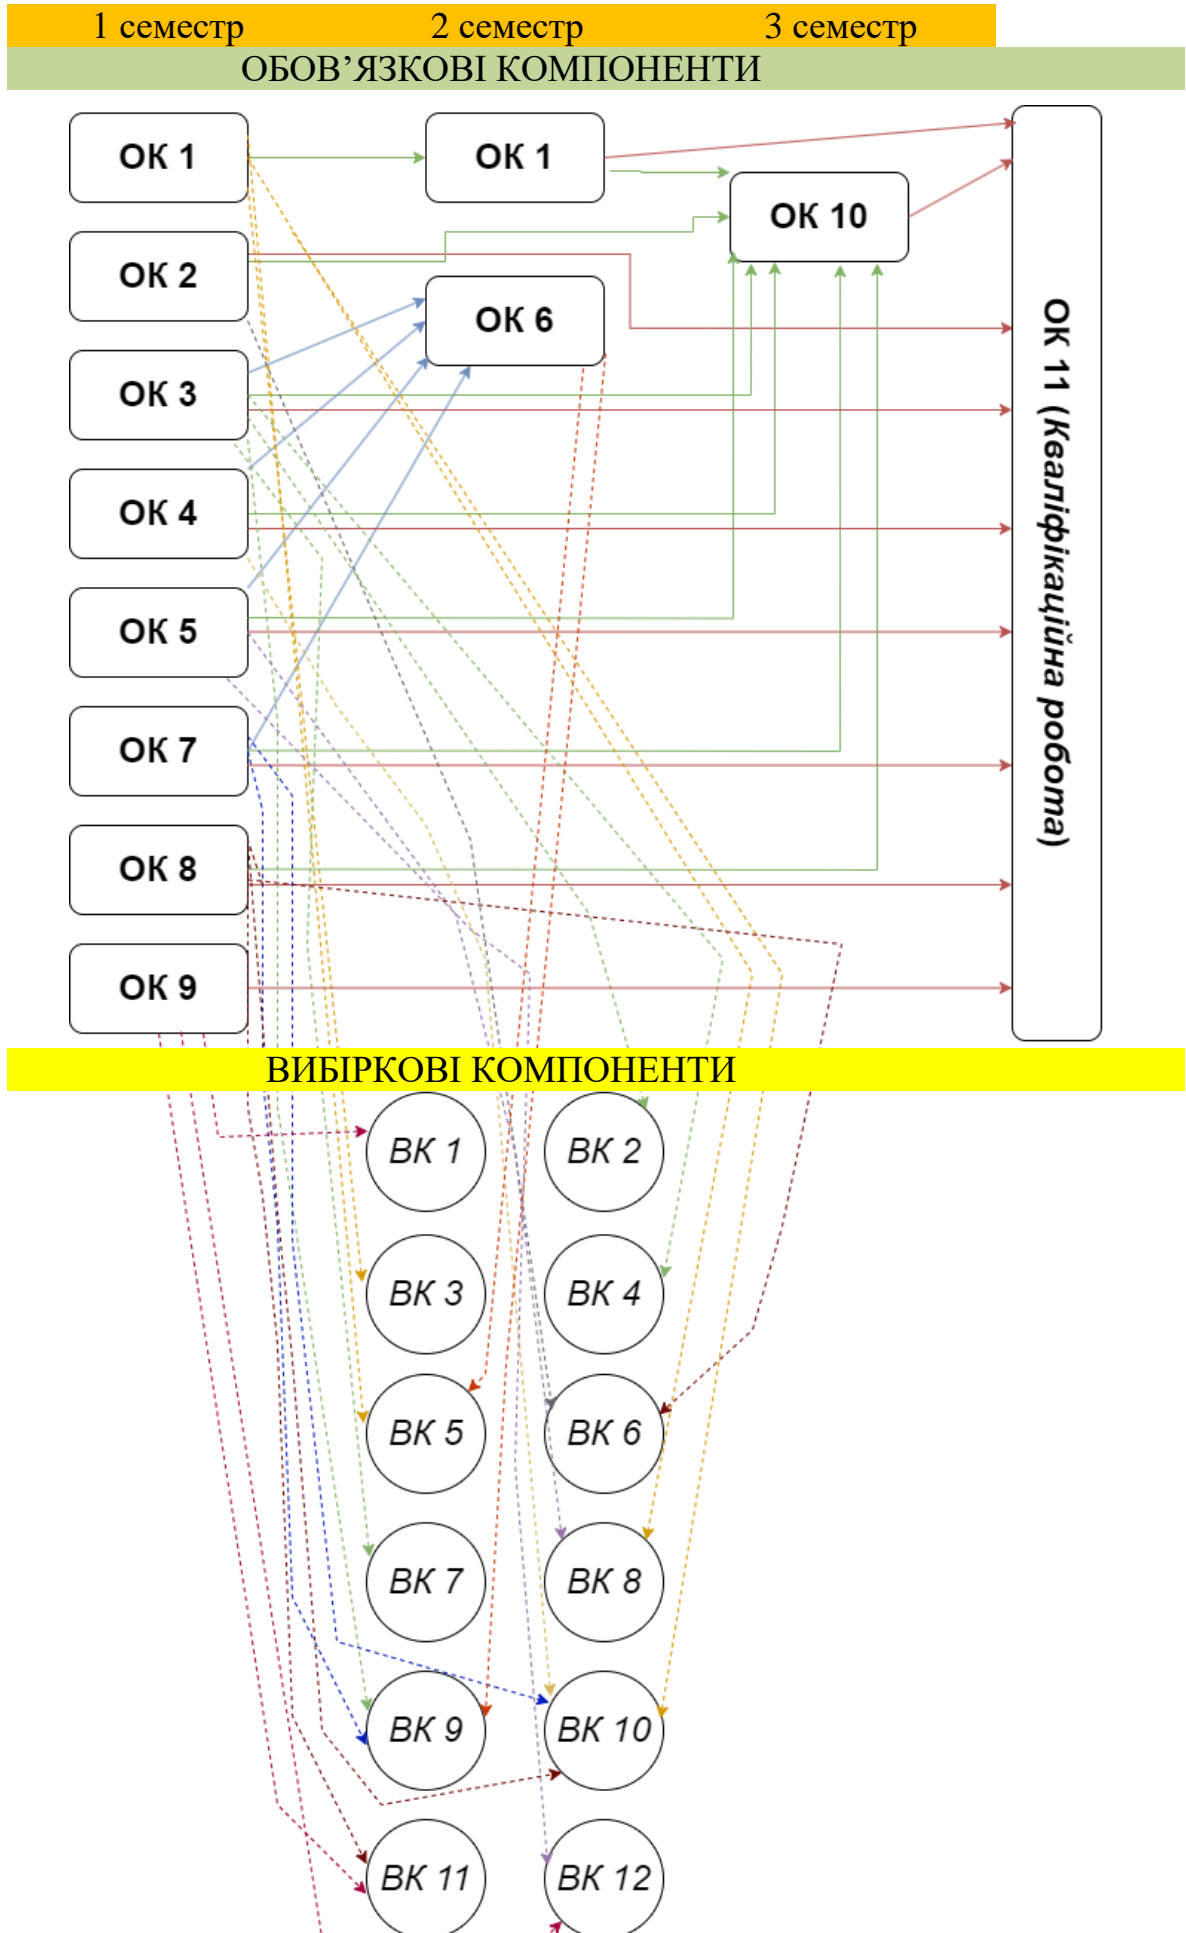 1 семестр 2 семестр 3 семестр
ОБОВ’ЯЗКОВІ КОМПОНЕНТИ
ОК 1 ОК 1
ОК 10
ОК 2
ОК 6
ОК 3
ОК 4
ОК 5
ОК 7
ОК 8
ОК 9
ОК 11 (Кваліфікаційна робота)
ВИБІРКОВІ КОМПОНЕНТИ
ВК 1 ВК 2
ВК 3 ВК 4
ВК 5 ВК 6
ВК 7 ВК 8
ВК 9 ВК 10
ВК 11 ВК 12